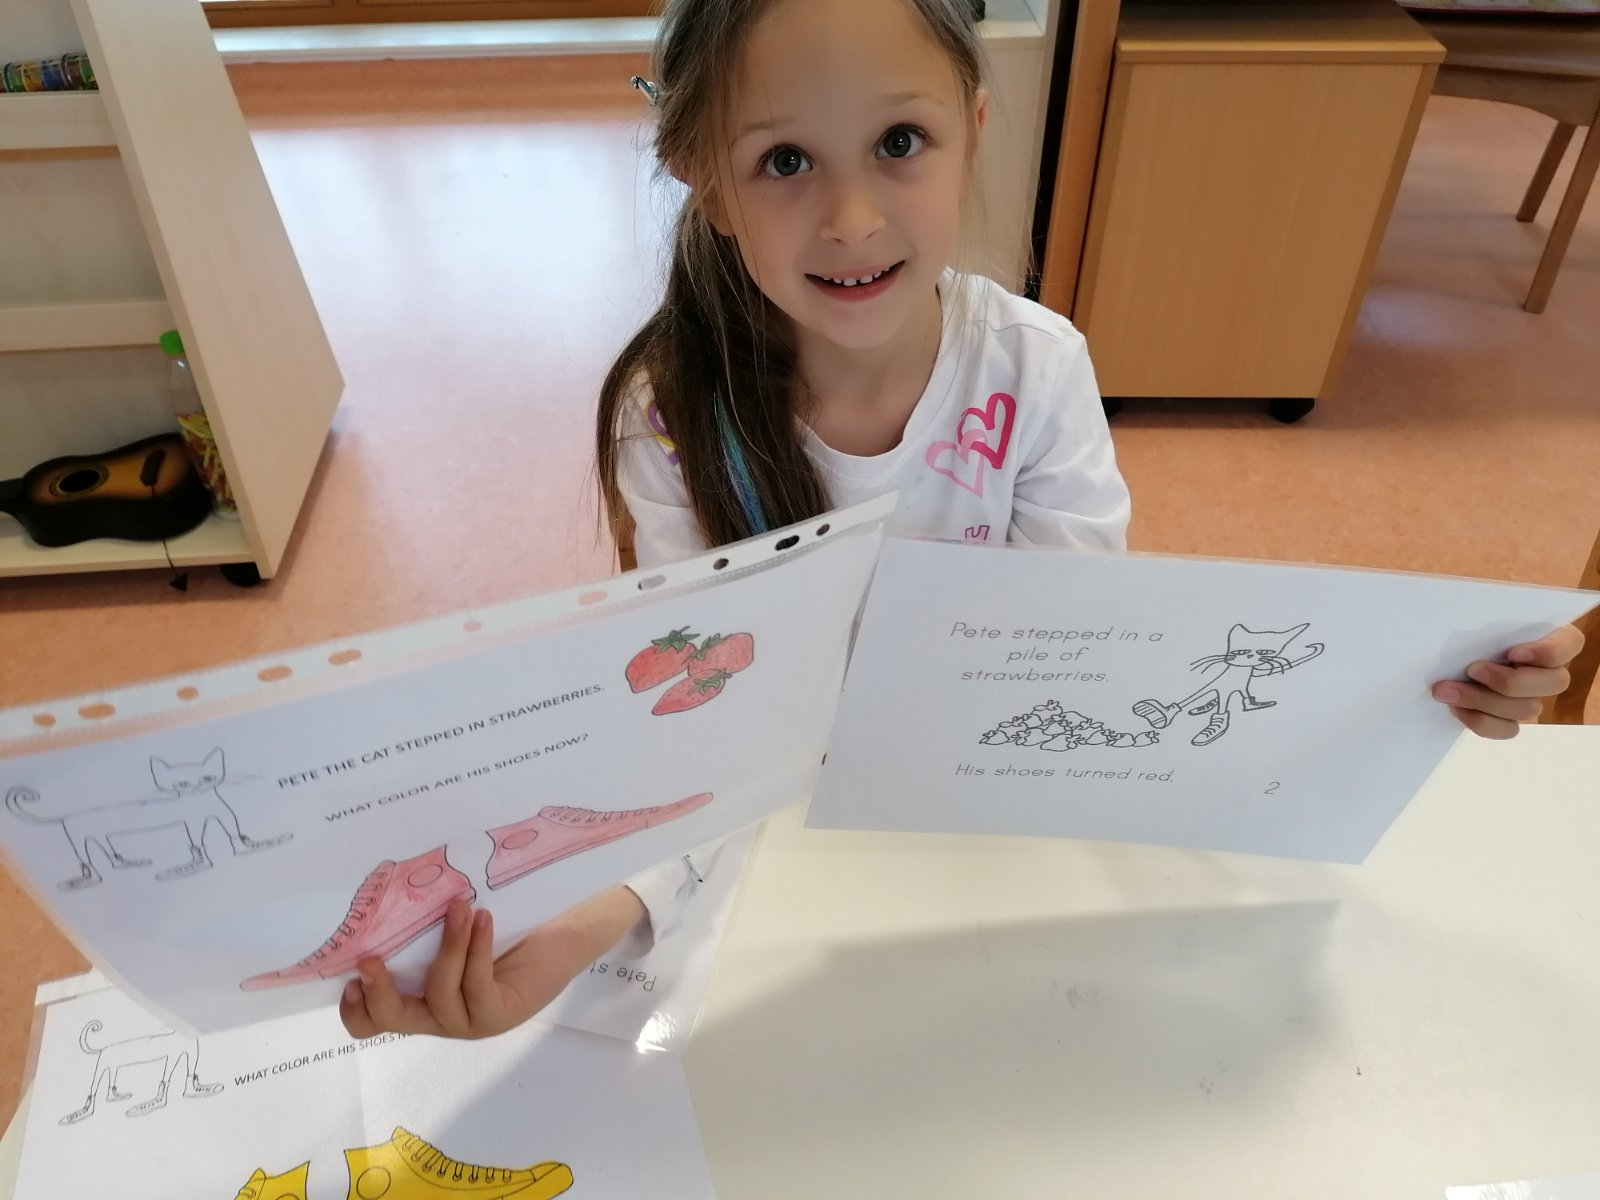 PETE THE CAT STEPPED IN STRAWBERRIES.
WHAT COLOR ARE HIS SHOES NOW?
Pete stepped in a
pile of
strawberries.
His shoes turned red.
2
Pete
WHAT COLOR ARE HIS SHOES